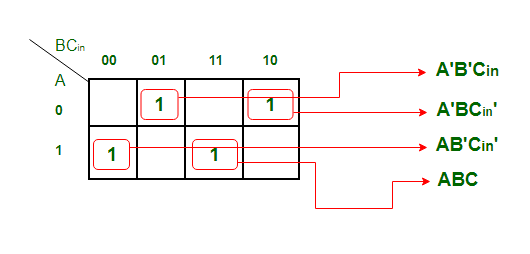 BCin
00 01 11 10
A
0 1 1
1 1 1
A'B'Cin
A'BCin'
AB'Cin'
ABC